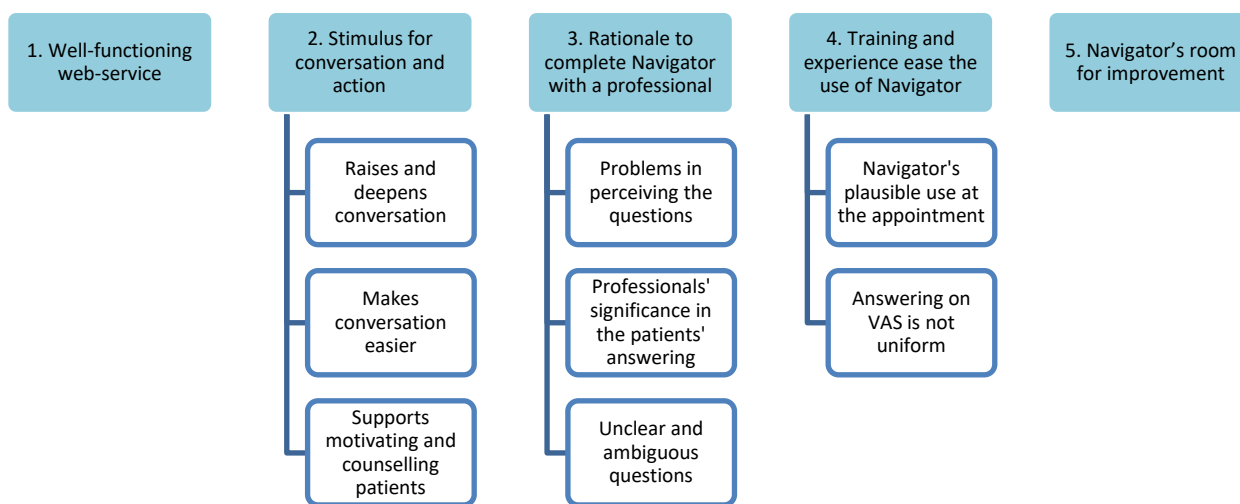 1. Well-functioning
web-service
2. Stimulus for
conversation and
action
Raises and
deepens
conversation
Makes
conversation
easier
Supports
motivating and
counselling
patients
3. Rationale to
complete Navigator
with a professional
Problems in
perceiving the
questions
Professionals'
significance in
the patients'
answering
Unclear and
ambiguous
questions
4. Training and
experience ease the
use of Navigator
Navigator's
plausible use at
the appointment
Answering on
VAS is not
uniform
5. Navigator’s room
for improvement